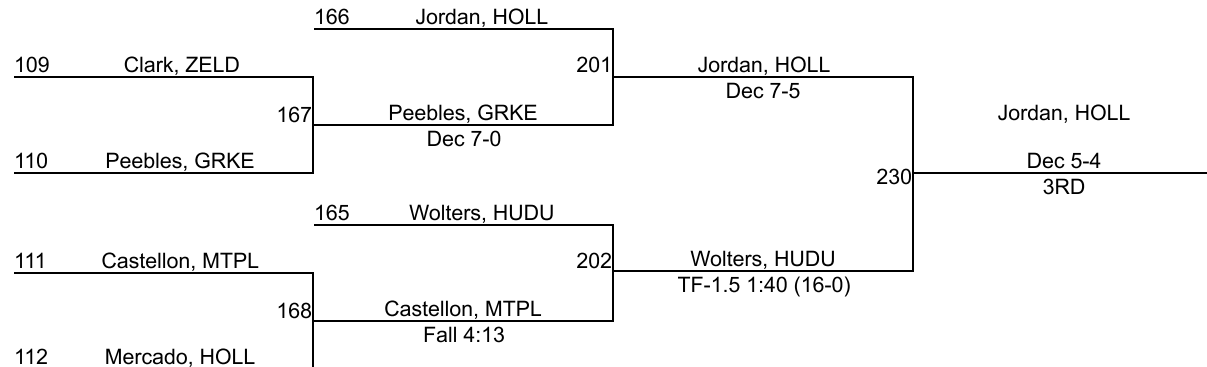 166 Jordan, HOLL
109 Clark, ZELD
201 Jordan, HOLL
Dec 7-5
167 Peebles, GRKE
Dec 7-0
Jordan, HOLL
110 Peebles, GRKE
Dec 5-4
230
3RD
165 Wolters, HUDU
111 Castellon, MTPL
202 Wolters, HUDU
TF-1.5 1:40 (16-0)
168 Castellon, MTPL
Fall 4:13
112 Mercado, HOLL